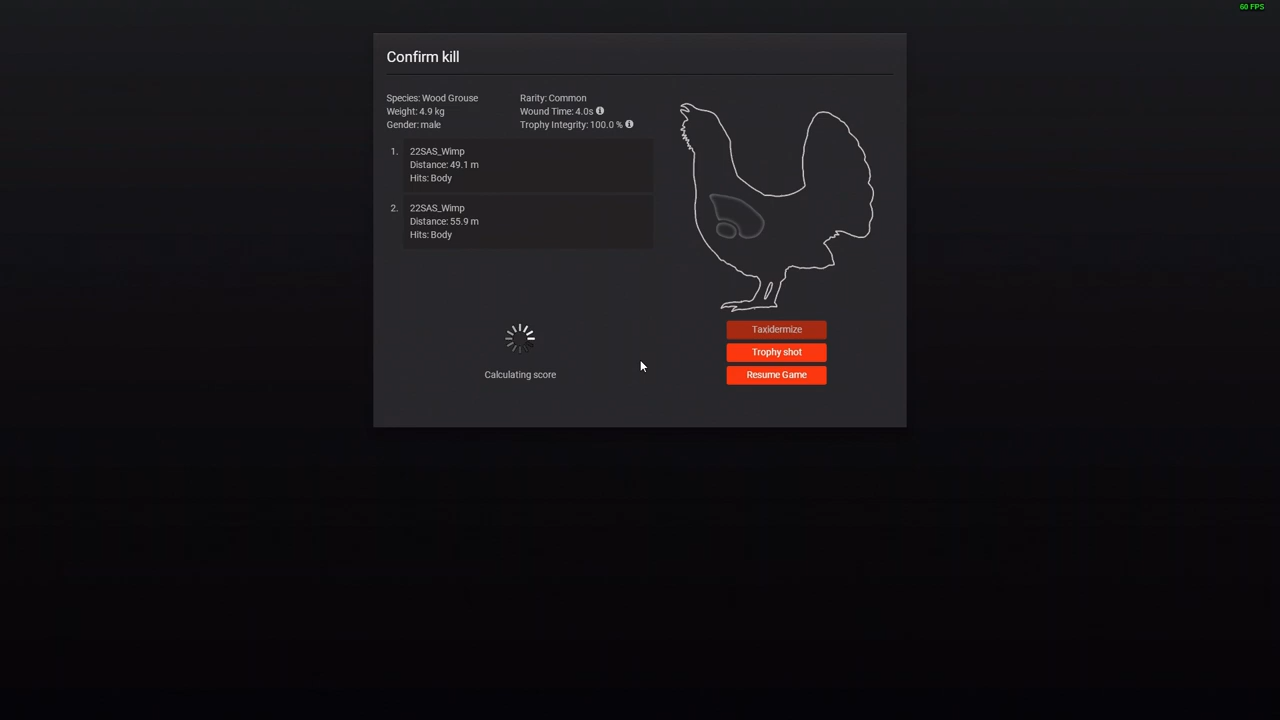 60 FPS
Confirm kill
Species: Wood Grouse
Weight: 4.9 kg
Gender: male
Rarity: Common
Wound Time: 4.0s
Trophy Integrity: 100.0 %
1. 22SAS_Wimp
Distance: 49.1 m
Hits: Body
2. 22SAS_Wimp
Distance: 55.9 m
Hits: Body
Calculating score
Taxidermize
Trophy shot
Resume Game